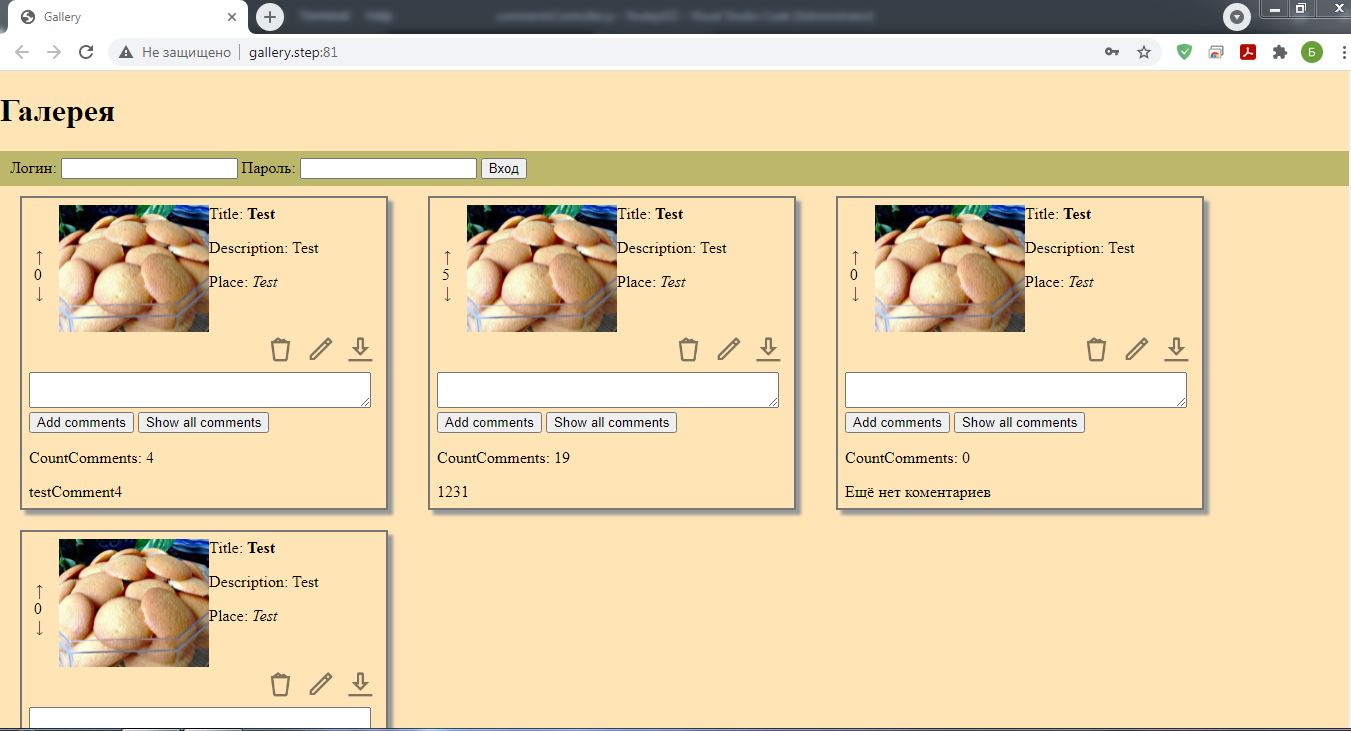 Gallery
Terminal Help
Не защищено gallery.step:81
Б
Галерея
Логин: Пароль: Вход
Title: Test
Description: Test
Place: Test
↑
0
↓
Add comments Show all comments
CountComments: 4
testComment4
Title: Test
Description: Test
Place: Test
↑
5
↓
Add comments Show all comments
CountComments: 19
1231
Title: Test
Description: Test
Place: Test
↑
0
↓
Add comments Show all comments
CountComments: 0
Ещё нет коментариев
Title: Test
Description: Test
Place: Test
↑
0
↓